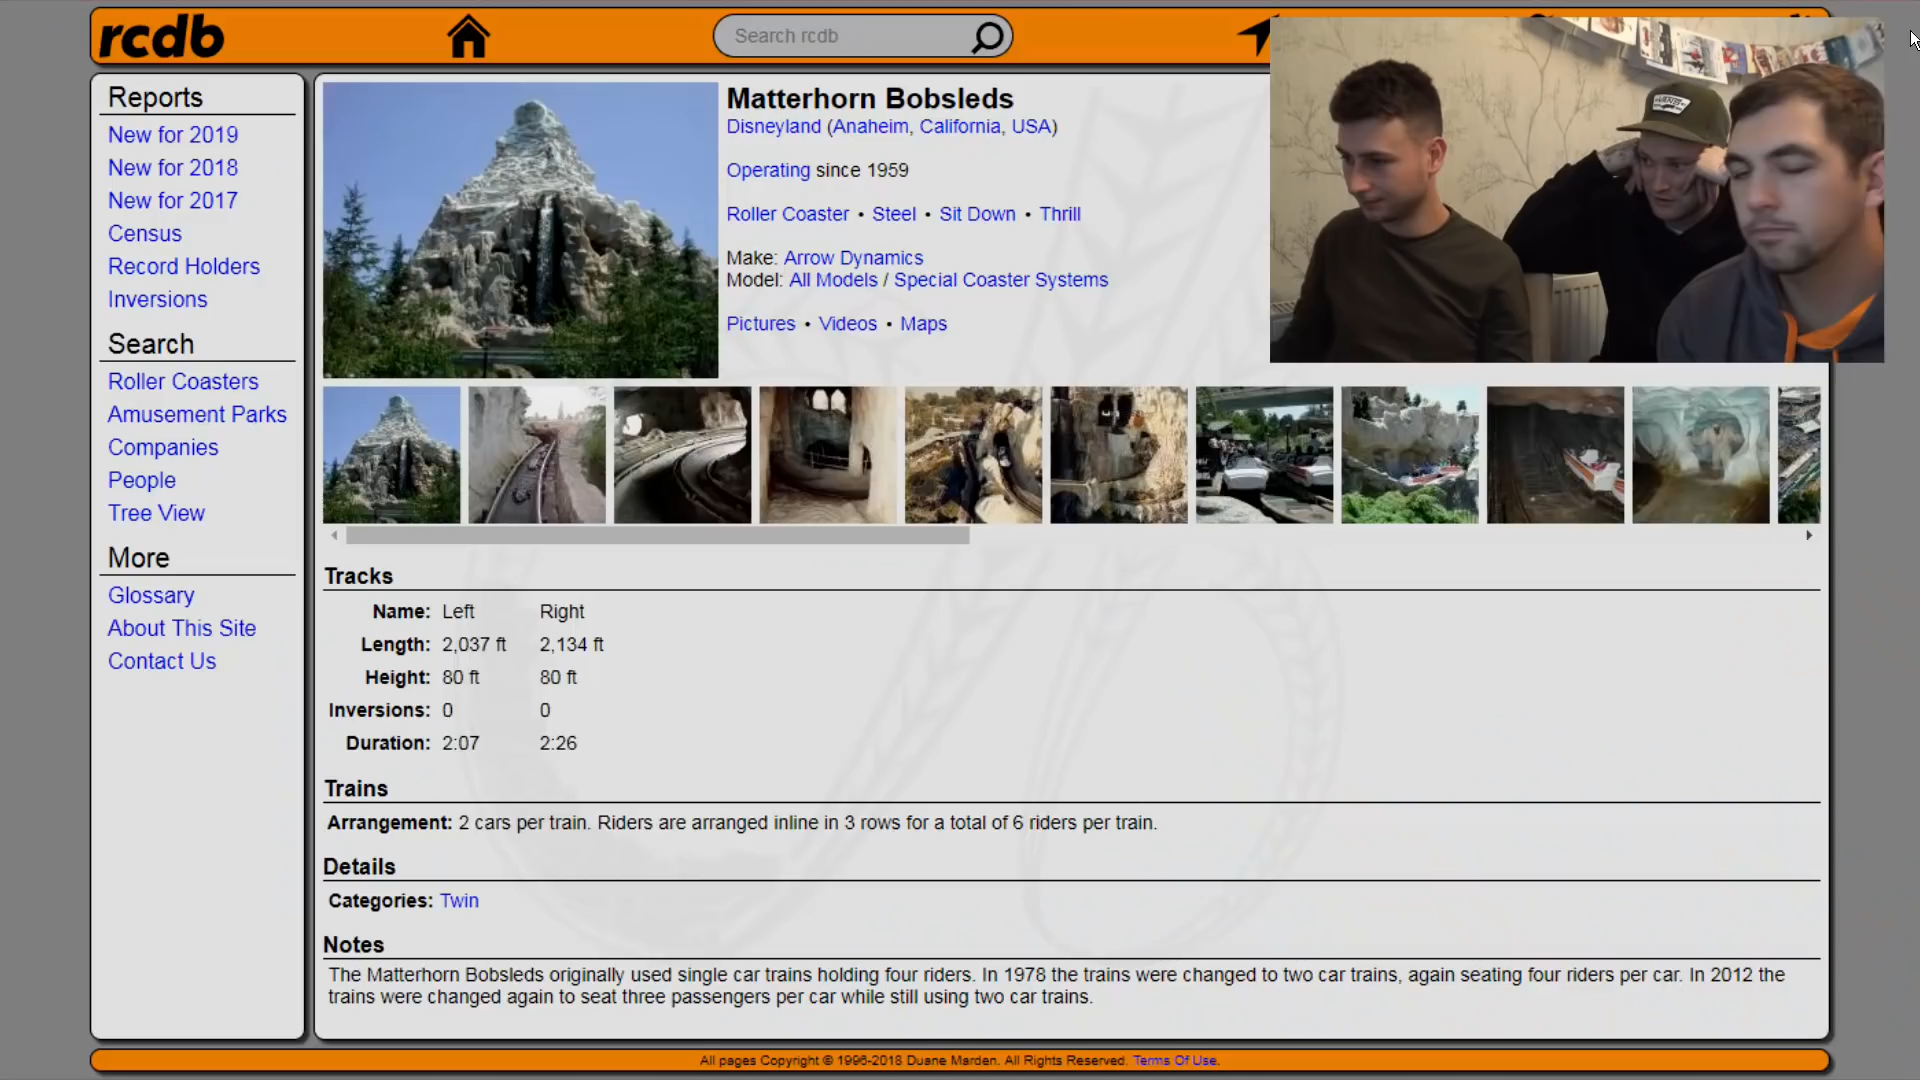 rcdb
Search rcdb
Reports
New for 2019
New for 2018
New for 2017
Census
Record Holders
Inversions
Search
Roller Coasters
Amusement Parks
Companies
People
Tree View
More
Glossary
About This Site
Contact Us
Matterhorn Bobsleds
Disneyland (Anaheim, California, USA)
Operating since 1959
Roller Coaster • Steel • Sit Down • Thrill
Make: Arrow Dynamics
Model: All Models / Special Coaster Systems
Pictures • Videos • Maps
Tracks
Name: Left Right
Length: 2,037 ft 2,134 ft
Height: 80 ft 80 ft
Inversions: 0 0
Duration: 2:07 2:26
Trains
Arrangement: 2 cars per train. Riders are arranged inline in 3 rows for a total of 6 riders per train.
Details
Categories: Twin
Notes
The Matterhorn Bobsleds originally used single car trains holding four riders. In 1978 the trains were changed to two car trains, again seating four riders per car. In 2012 the
trains were changed again to seat three passengers per car while still using two car trains.
All pages Copyright © 1996-2018 Duane Marden. All Rights Reserved. Terms Of Use.